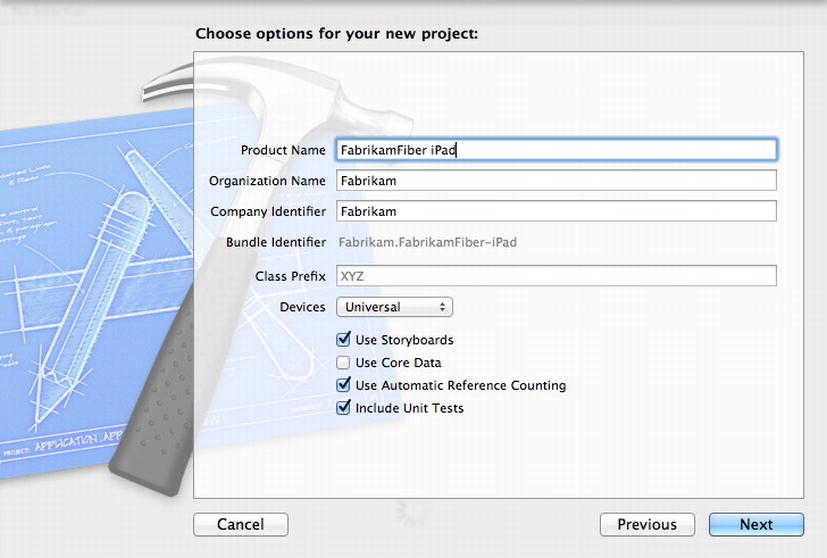 Choose options for your new project:
Product Name FabrikamFiber iPad
Organization Name Fabrikam
Company Identifier Fabrikam
Bundle Identifier Fabrikam.FabrikamFiber-iPad
Class Prefix XYZ
Devices Universal
Use Storyboards
Use Core Data
Use Automatic Reference Counting
Include Unit Tests
PROJECT: APPLICATION.APP
Cancel Previous Next